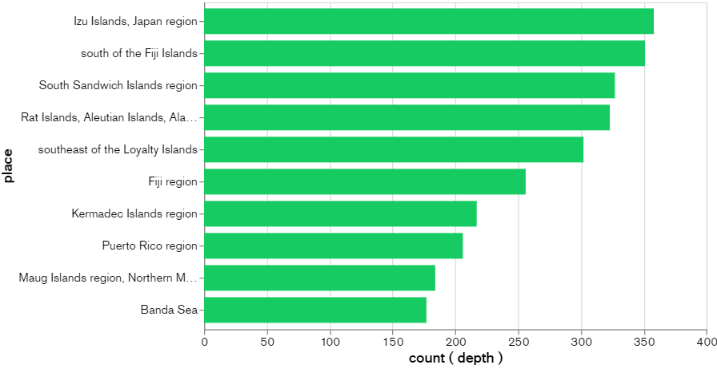 Izu Islands, Japan region
south of the Fiji Islands
South Sandwich Islands region
Rat Islands, Aleutian Islands, Ala…
southeast of the Loyalty Islands
Fiji region
Kermadec Islands region
Puerto Rico region
Maug Islands region, Northern M…
Banda Sea
place
0 50 100 150 200 250 300 350 400
count ( depth )